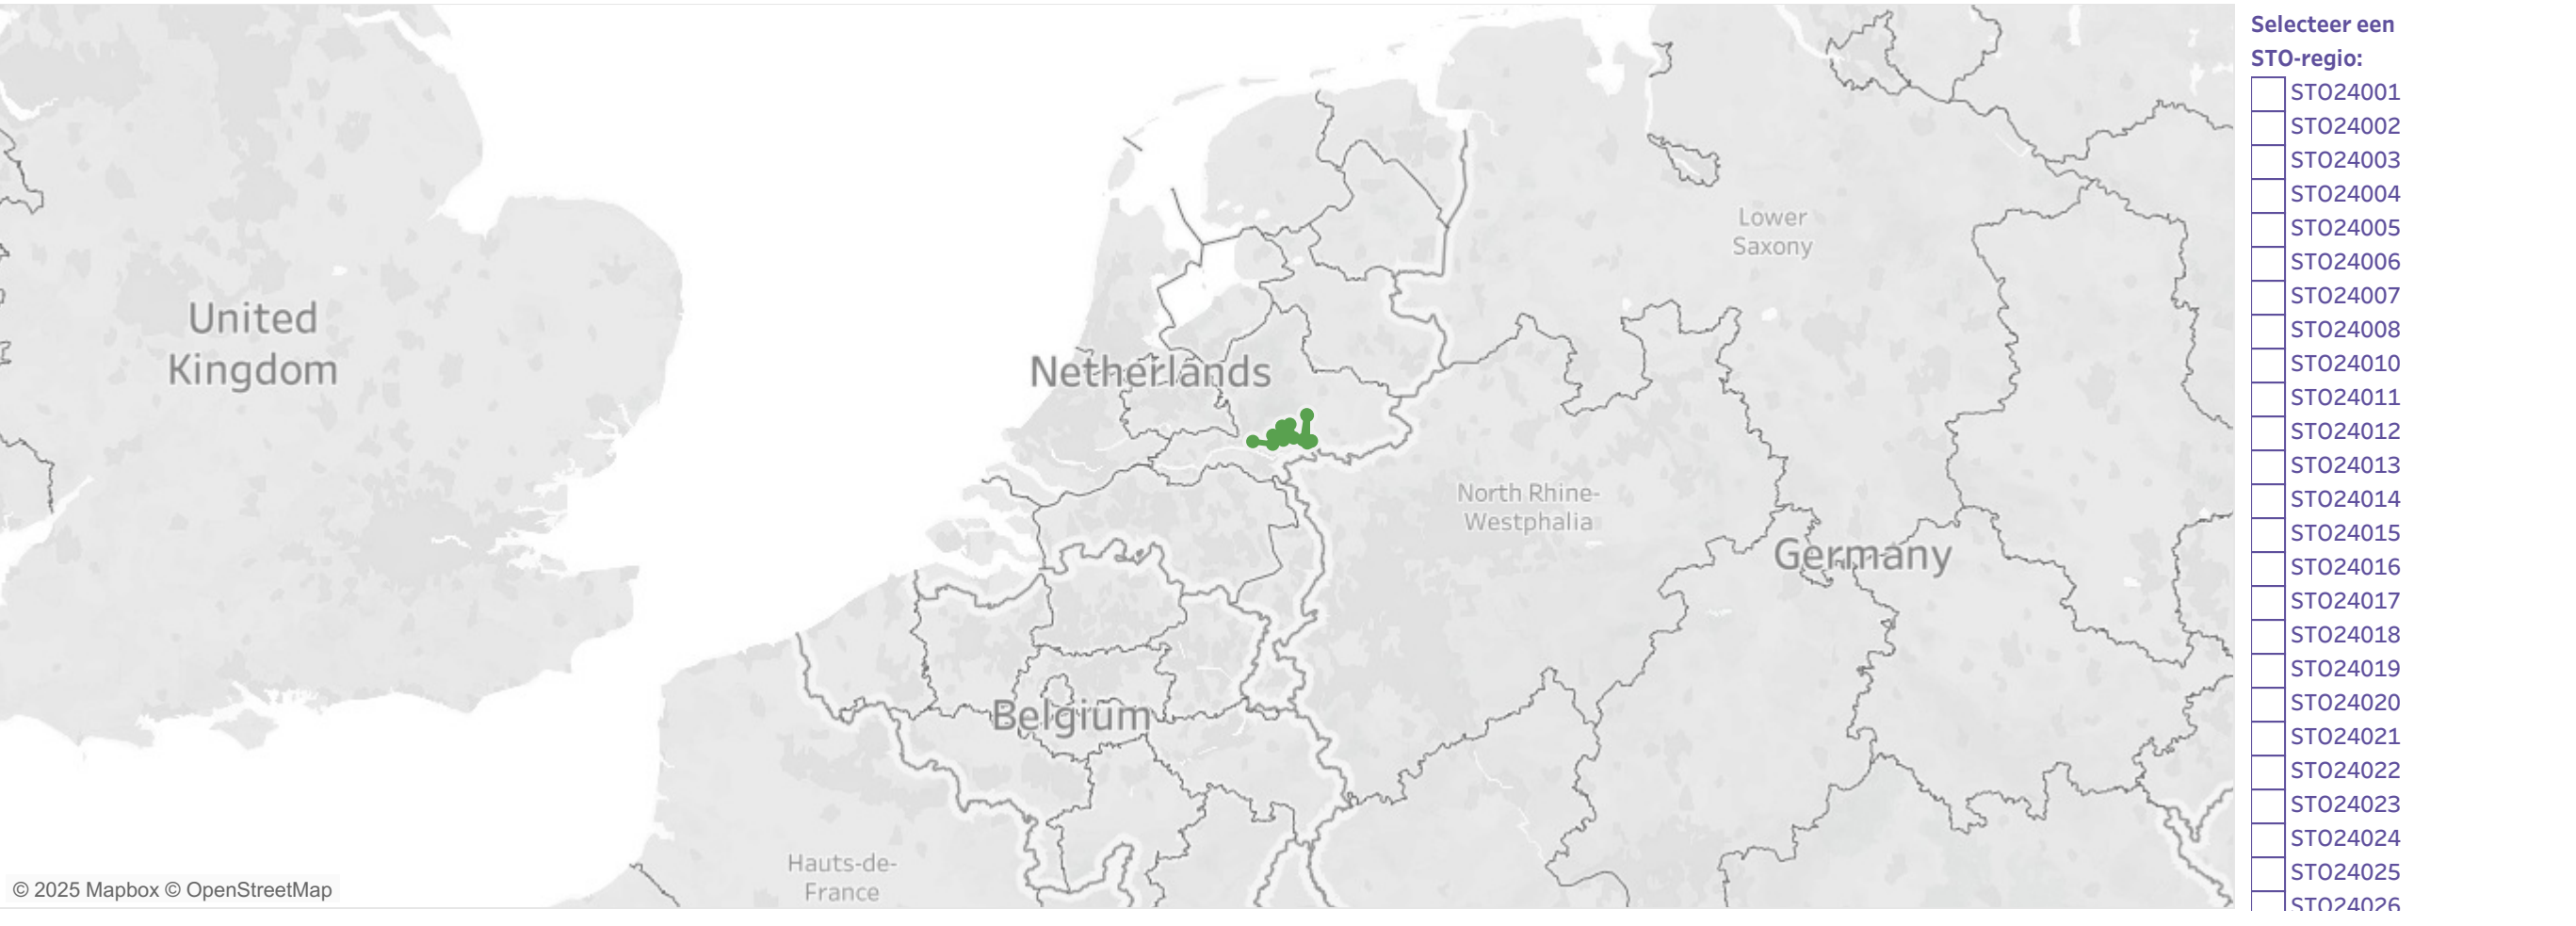 United
Kingdom
Netherlands
Lower
Saxony
North Rhine-
Westphalia
Germany
Belgium
Hauts-de-
France
© 2025 Mapbox © OpenStreetMap
Selecteer een
STO-regio:
STO24001
STO24002
STO24003
STO24004
STO24005
STO24006
STO24007
STO24008
STO24010
STO24011
STO24012
STO24013
STO24014
STO24015
STO24016
STO24017
STO24018
STO24019
STO24020
STO24021
STO24022
STO24023
STO24024
STO24025
STO24026